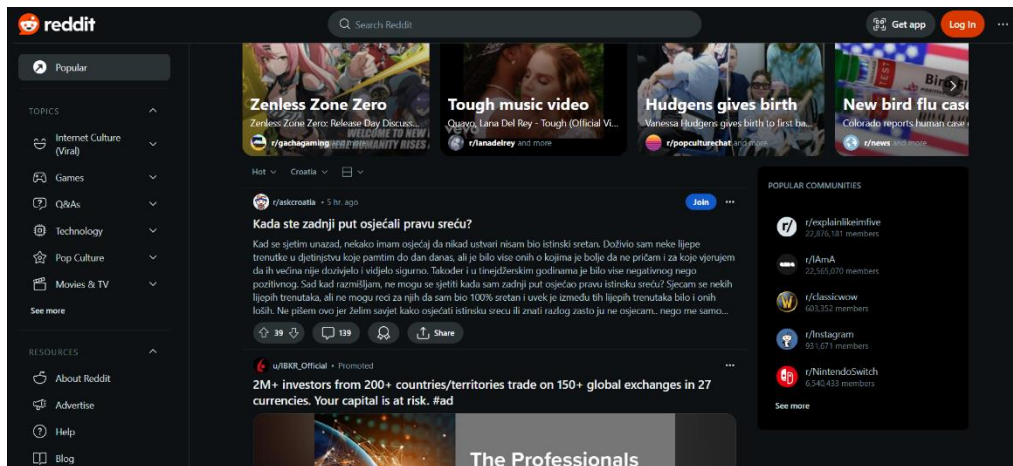 reddit
Search Reddit
Get app
Log In
Popular
TOPICS
Internet Culture
(Viral)
Games
Q&As
Technology
Pop Culture
Movies & TV
See more
RESOURCES
About Reddit
Advertise
Help
Blog
Zenless Zone Zero
Zenless Zone Zero: Release Day Discuss...
WELCOME TO NEW
r/gachagaming and more
HUMANITY RISES
Tough music video
Quavo, Lana Del Rey - Tough (Official Vi...
vevo
r/lanadelrey and more
Hudgens gives birth
Vanessa Hudgens gives birth to first ba...
r/popculturechat and more
TEST
Bir
New bird flu case
Colorado reports human case
r/news and more
Hot
Croatia
r/askcroatia • 5 hr. ago
Join
Kada ste zadnji put osjećali pravu sreću?
Kad se sjetim unazad, nekako imam osjećaj da nikad ustvari nisam bio istinski sretan. Doživio sam neke lijepe
trenutke u djetinjstvu koje pamtim do dan danas, ali je bilo vise onih o kojima je bolje da ne pričam i za koje vjerujem
da ih većina nije dozivjelo i vidjelo sigurno. Također i u tinejdžerskim godinama je bilo vise negativnog nego
pozitivnog. Sad kad razmišljam, ne mogu se sjetiti kada sam zadnji put osjećao pravu istinsku sreću? Sjecam se nekih
lijepih trenutaka, ali ne mogu reci za njih da sam bio 100% sretan i uvek je između tih lijepih trenutaka bilo i onih
loših. Ne pišem ovo jer želim savjet kako osjećati istinsku srecu ili znati razlog zasto ju ne osjecam.. nego me samo...
39
139
Share
u/IBKR_Official • Promoted
2M+ investors from 200+ countries/territories trade on 150+ global exchanges in 27
currencies. Your capital is at risk. #ad
The Professionals
POPULAR COMMUNITIES
r/explainlikeimfive
22,876,181 members
r/IAmA
22,565,070 members
r/classicwow
603,352 members
r/Instagram
931,671 members
r/NintendoSwitch
6,540,433 members
See more